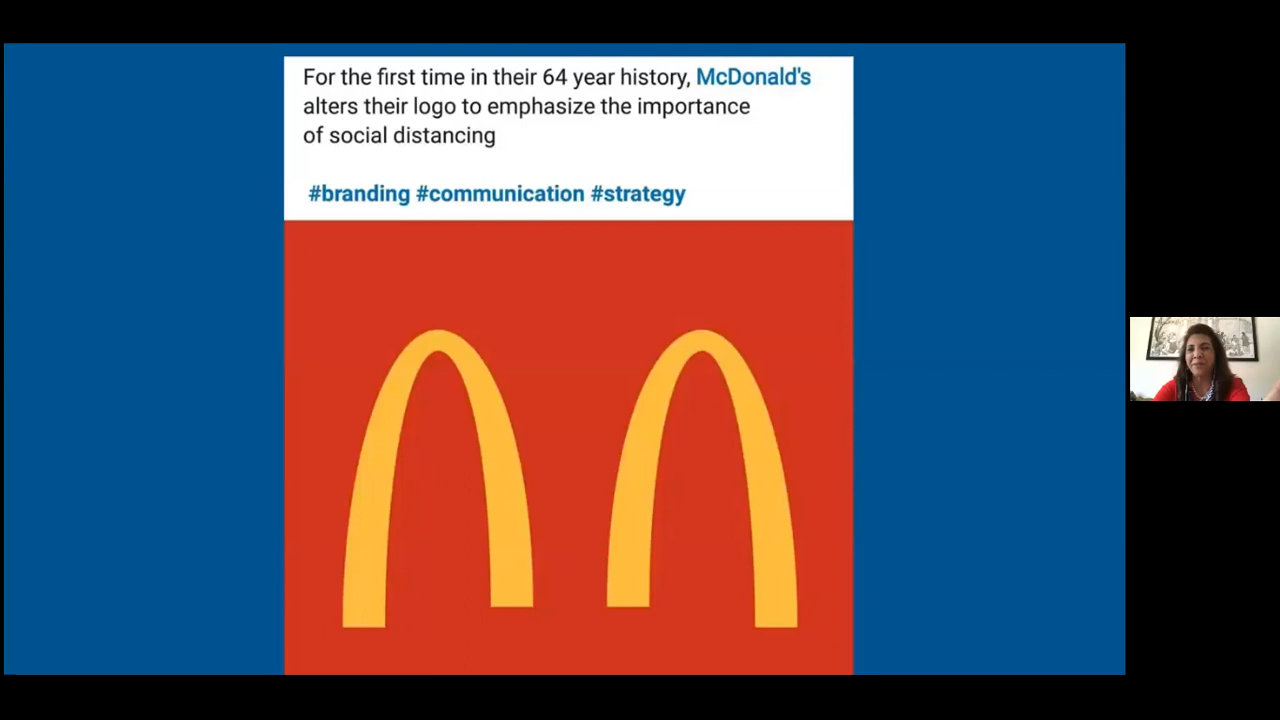 For the first time in their 64 year history, McDonald's
alters their logo to emphasize the importance
of social distancing
#branding #communication #strategy